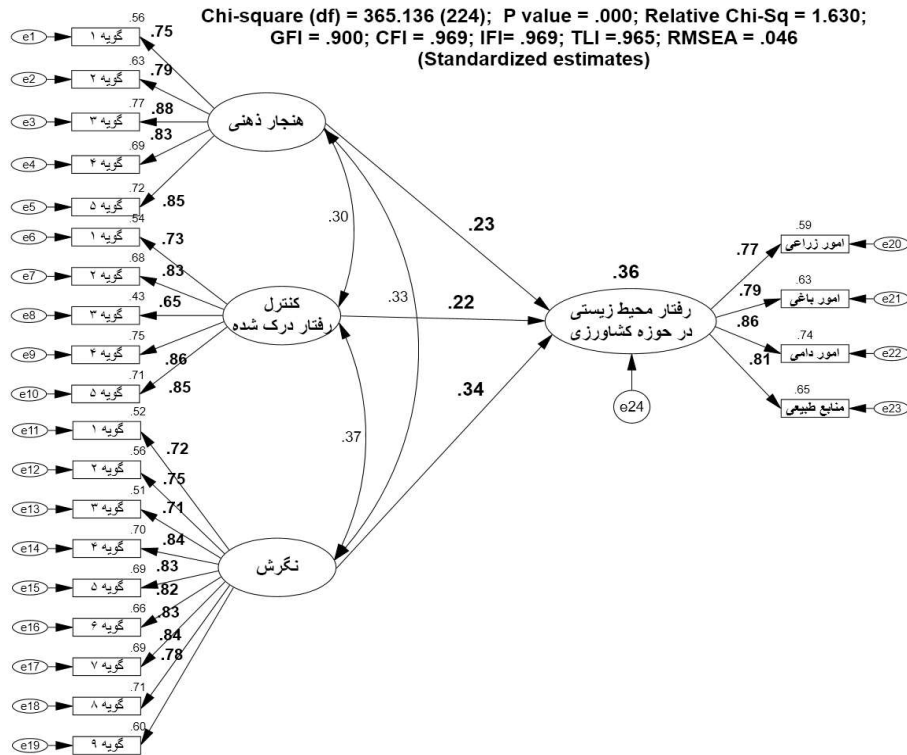 Chi-square (df) = 365.136 (224); P value = .000; Relative Chi-Sq = 1.630;
GFI = .900; CFI = .969; IFI= .969; TLI =.965; RMSEA = .046
(Standardized estimates)
e1
.56
گویه ۱
.75
e2
.63
گویه ۲
.79
e3
.77
گویه ۳
.88
e4
.69
گویه ۴
.83
e5
.72
گویه ۵
.85
هنجار ذهنی
e6
.54
گویه ۱
.73
e7
.68
گویه ۲
.83
e8
.43
گویه ۳
.65
e9
.75
گویه ۴
.86
e10
.71
گویه ۵
.85
کنترل
رفتار درک شده
e11
.52
گویه ۱
.72
e12
.56
گویه ۲
.75
e13
.51
گویه ۳
.71
e14
.70
گویه ۴
.84
e15
.69
گویه ۵
.83
e16
.66
گویه ۶
.82
e17
.69
گویه ۷
.83
e18
.71
گویه ۸
.84
e19
.60
گویه ۹
.78
نگرش
.30
.33
.37
.23
.22
.34
.36
رفتار محیط زیستی
در حوزه کشاورزی
e24
.77
.59
امور زراعی
e20
.79
.63
امور باغی
e21
.86
.74
امور دامی
e22
.81
.65
منابع طبیعی
e23